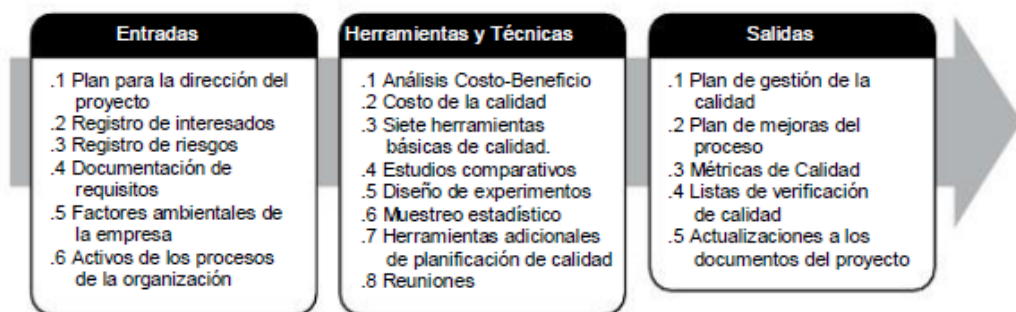 Entradas
.1 Plan para la dirección del
proyecto
.2 Registro de interesados
.3 Registro de riesgos
.4 Documentación de
requisitos
.5 Factores ambientales de
la empresa
.6 Activos de los procesos
de la organización
Herramientas y Técnicas
.1 Análisis Costo-Beneficio
.2 Costo de la calidad
.3 Siete herramientas
básicas de calidad.
.4 Estudios comparativos
.5 Diseño de experimentos
.6 Muestreo estadístico
.7 Herramientas adicionales
de planificación de calidad
.8 Reuniones
Salidas
.1 Plan de gestión de la
calidad
.2 Plan de mejoras del
proceso
.3 Métricas de Calidad
.4 Listas de verificación
de calidad
.5 Actualizaciones a los
documentos del proyecto